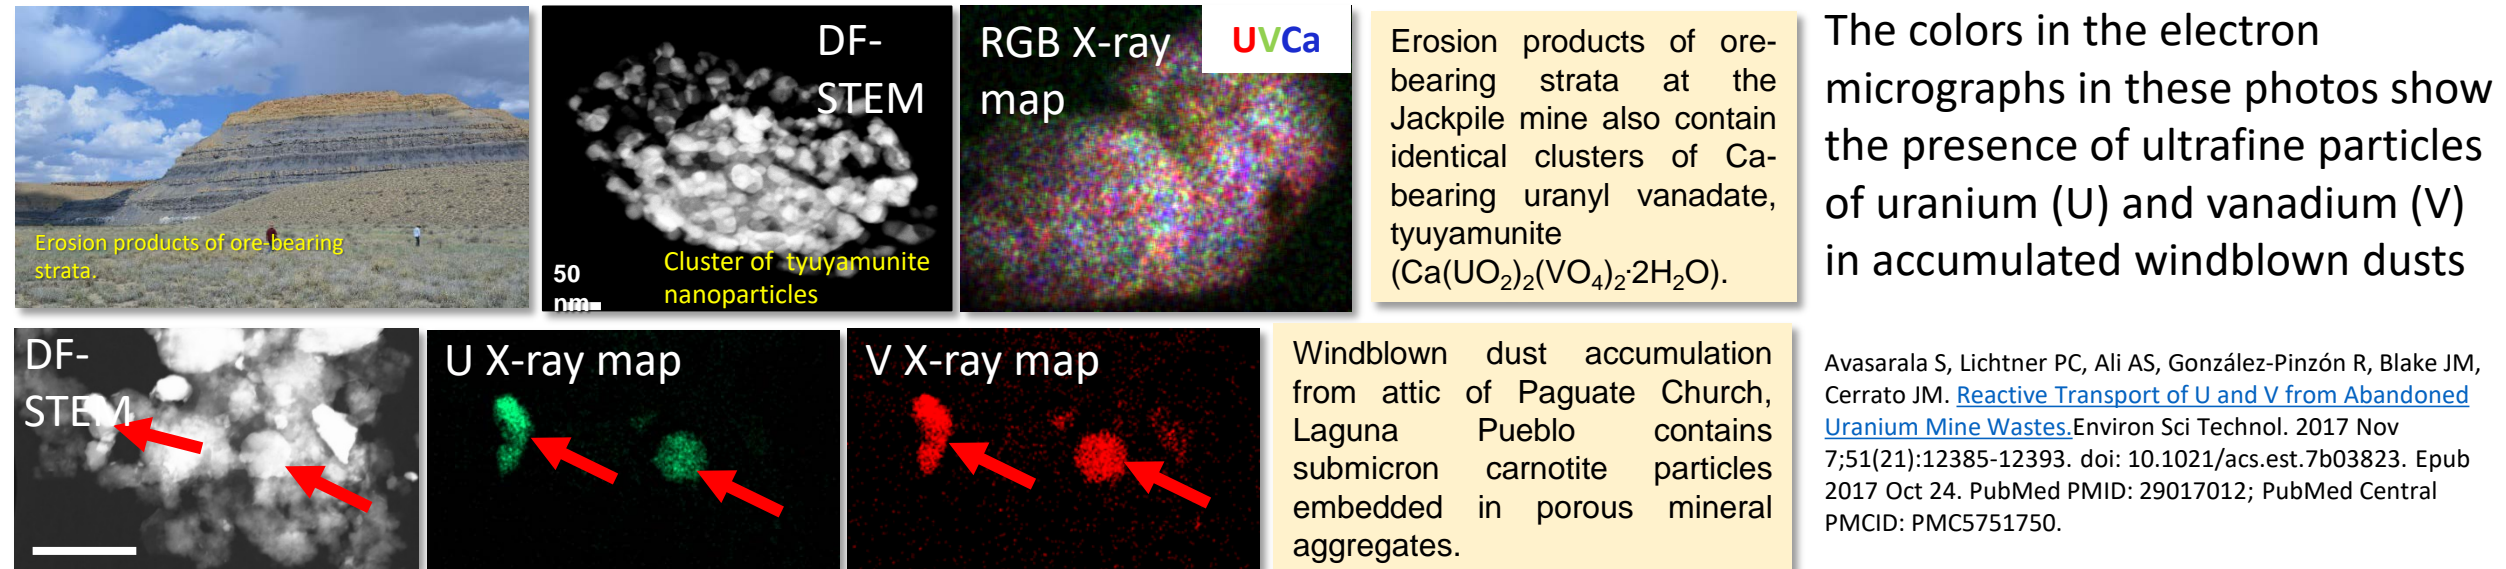 Erosion products of ore-bearing
strata.
DF-
STEM
50
nm
Cluster of tyuyamunite
nanoparticles
RGB X-ray
map
UVCa
Erosion products of ore-
bearing strata at the
Jackpile mine also contain
identical clusters of Ca-
bearing uranyl vanadate,
tyuyamunite
(Ca(UO₂)₂(VO₄)₂·2H₂O).
The colors in the electron
micrographs in these photos show
the presence of ultrafine particles
of uranium (U) and vanadium (V)
in accumulated windblown dusts
DF-
STEM
U X-ray map
V X-ray map
Windblown dust accumulation
from attic of Paguate Church,
Laguna Pueblo contains
submicron carnotite particles
embedded in porous mineral
aggregates.
Avasarala S, Lichtner PC, Ali AS, González-Pinzón R, Blake JM,
Cerrato JM. Reactive Transport of U and V from Abandoned
Uranium Mine Wastes.Environ Sci Technol. 2017 Nov
7;51(21):12385-12393. doi: 10.1021/acs.est.7b03823. Epub
2017 Oct 24. PubMed PMID: 29017012; PubMed Central
PMCID: PMC5751750.